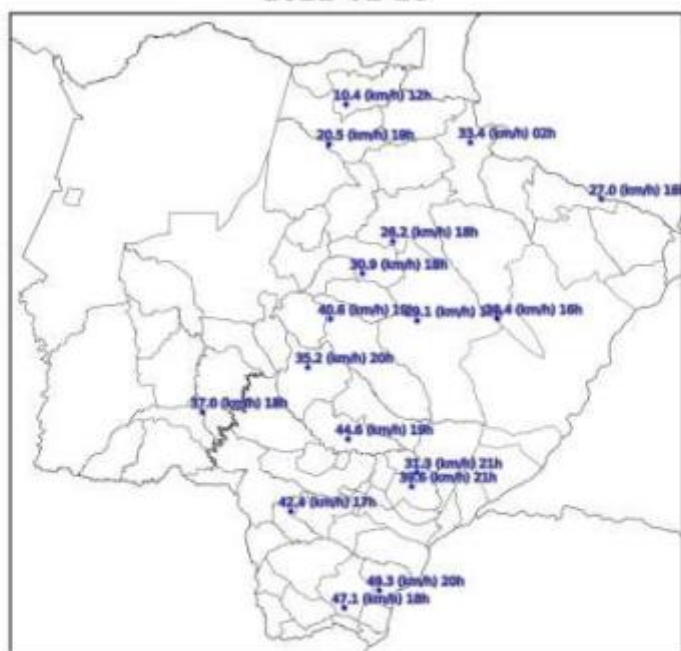 10.4 (km/h) 12h
20.5 (km/h) 19h
33.4 (km/h) 02h
27.0 (km/h)
26.2 (km/h) 18h
30.9 (km/h) 18h
40.6 (km/h)
(km/h) 16h
35.2 (km/h) 20h
37.0 (km/h) 18h
44.6 (km/h) 19h
31.3 (km/h) 21h
(km/h) 21h
42.4 (km/h) 17h
(km/h) 20h
47.1 (km/h) 18h